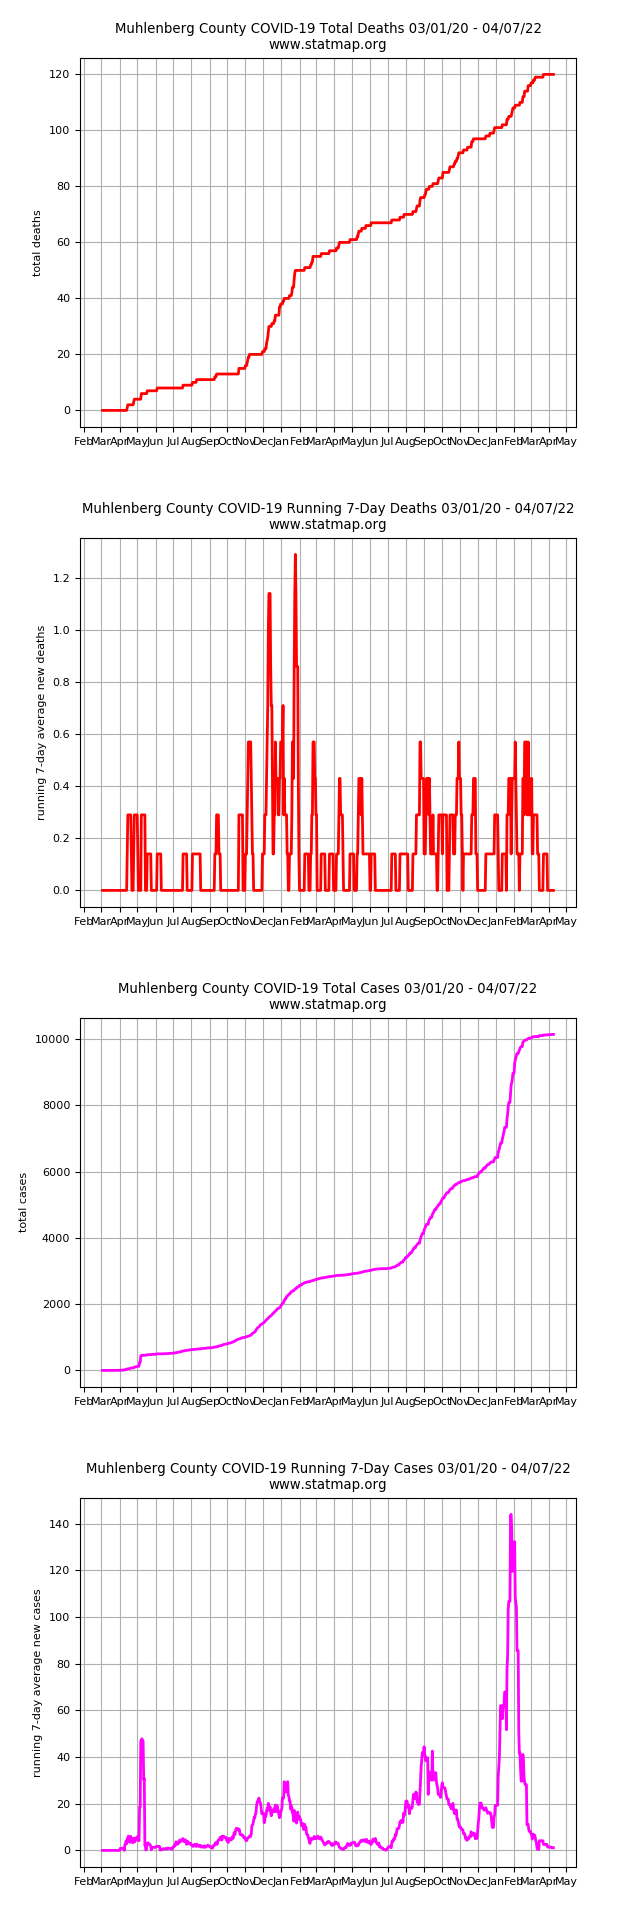 Muhlenberg County COVID-19 Total Deaths 03/01/20 - 04/07/22
www.statmap.org
120
100
80
60
40
20
0
total deaths
Feb Mar Apr May Jun Jul Aug Sep Oct Nov Dec Jan Feb Mar Apr May Jun Jul Aug Sep Oct Nov Dec Jan Feb Mar Apr May
Muhlenberg County COVID-19 Running 7-Day Deaths 03/01/20 - 04/07/22
www.statmap.org
1.2
1.0
0.8
0.6
0.4
0.2
0.0
running 7-day average new deaths
Feb Mar Apr May Jun Jul Aug Sep Oct Nov Dec Jan Feb Mar Apr May Jun Jul Aug Sep Oct Nov Dec Jan Feb Mar Apr May
Muhlenberg County COVID-19 Total Cases 03/01/20 - 04/07/22
www.statmap.org
10000
8000
6000
4000
2000
0
total cases
Feb Mar Apr May Jun Jul Aug Sep Oct Nov Dec Jan Feb Mar Apr May Jun Jul Aug Sep Oct Nov Dec Jan Feb Mar Apr May
Muhlenberg County COVID-19 Running 7-Day Cases 03/01/20 - 04/07/22
www.statmap.org
140
120
100
80
60
40
20
0
running 7-day average new cases
Feb Mar Apr May Jun Jul Aug Sep Oct Nov Dec Jan Feb Mar Apr May Jun Jul Aug Sep Oct Nov Dec Jan Feb Mar Apr May